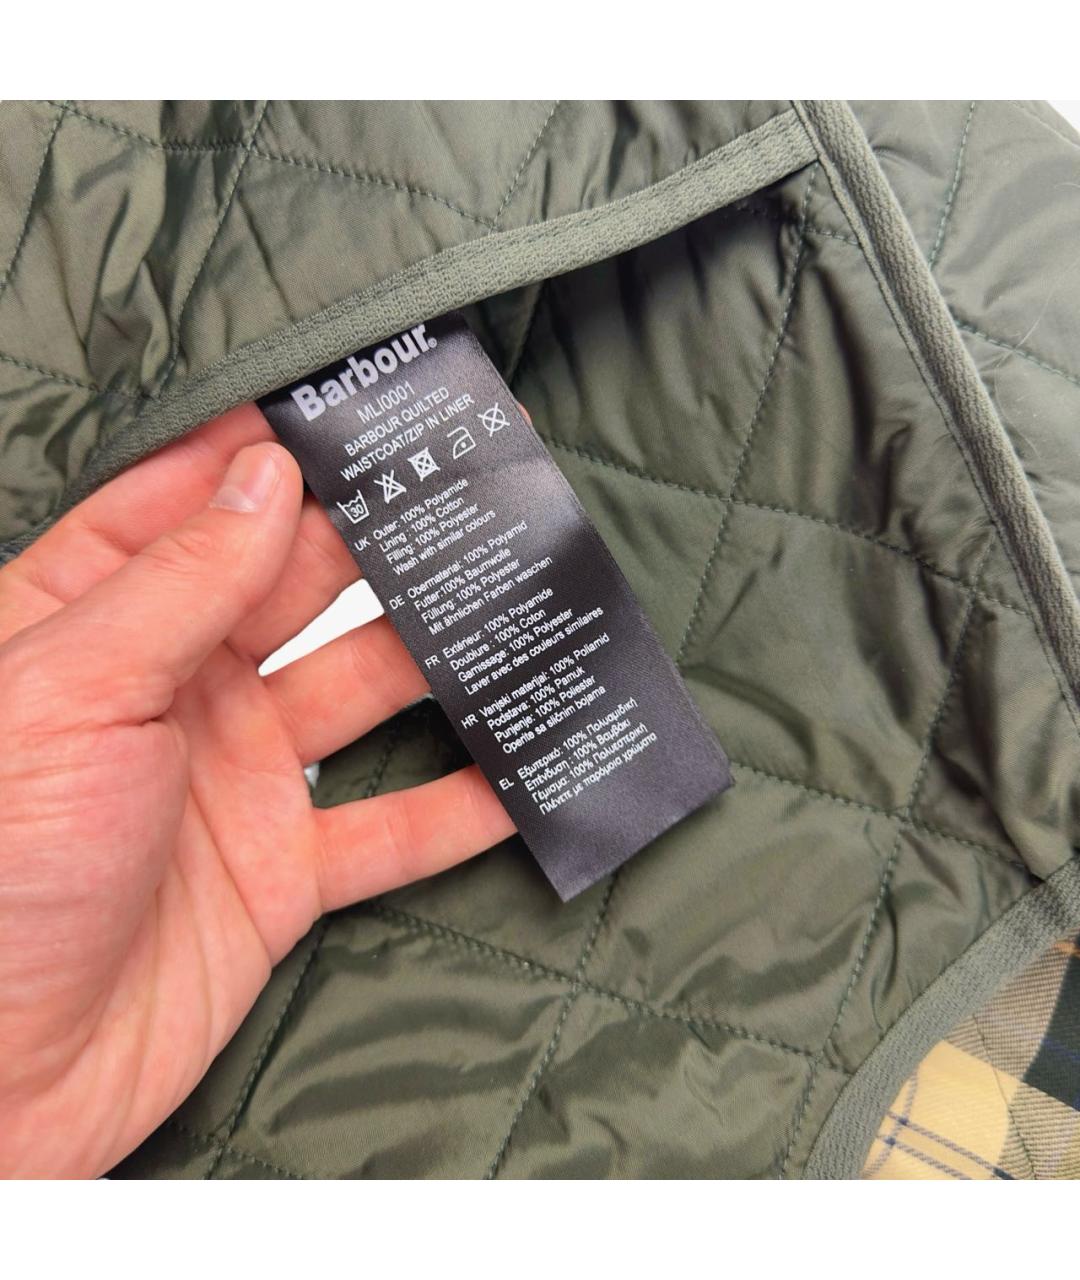 Barbour®
MLI0001
BARBOUR QUILTED
WAISTCOAT/ZIP IN LINER
30
UK Outer: 100% Polyamide
Lining : 100% Cotton
Filling: 100% Polyester
Wash with similar colours
DE Obermaterial: 100% Polyamid
Futter:100% Baumwolle
Füllung: 100% Polyester
Mit ähnlichen Farben waschen
FR Extérieur: 100% Polyamide
Doublure : 100% Coton
Garnissage: 100% Polyester
Laver avec des couleurs similaires
HR Vanjski materijal: 100% Poliamid
Podstava: 100% Pamuk
Punjenje: 100% Poliester
Operite sa sličnim bojama
EL Εξωτερικό: 100% Πολυαμιδική
Επένδυση : 100% Βαμβάκι
Γέμισμα: 100% Πολυεστερική
Πλένετε με παρόμοια χρώματα